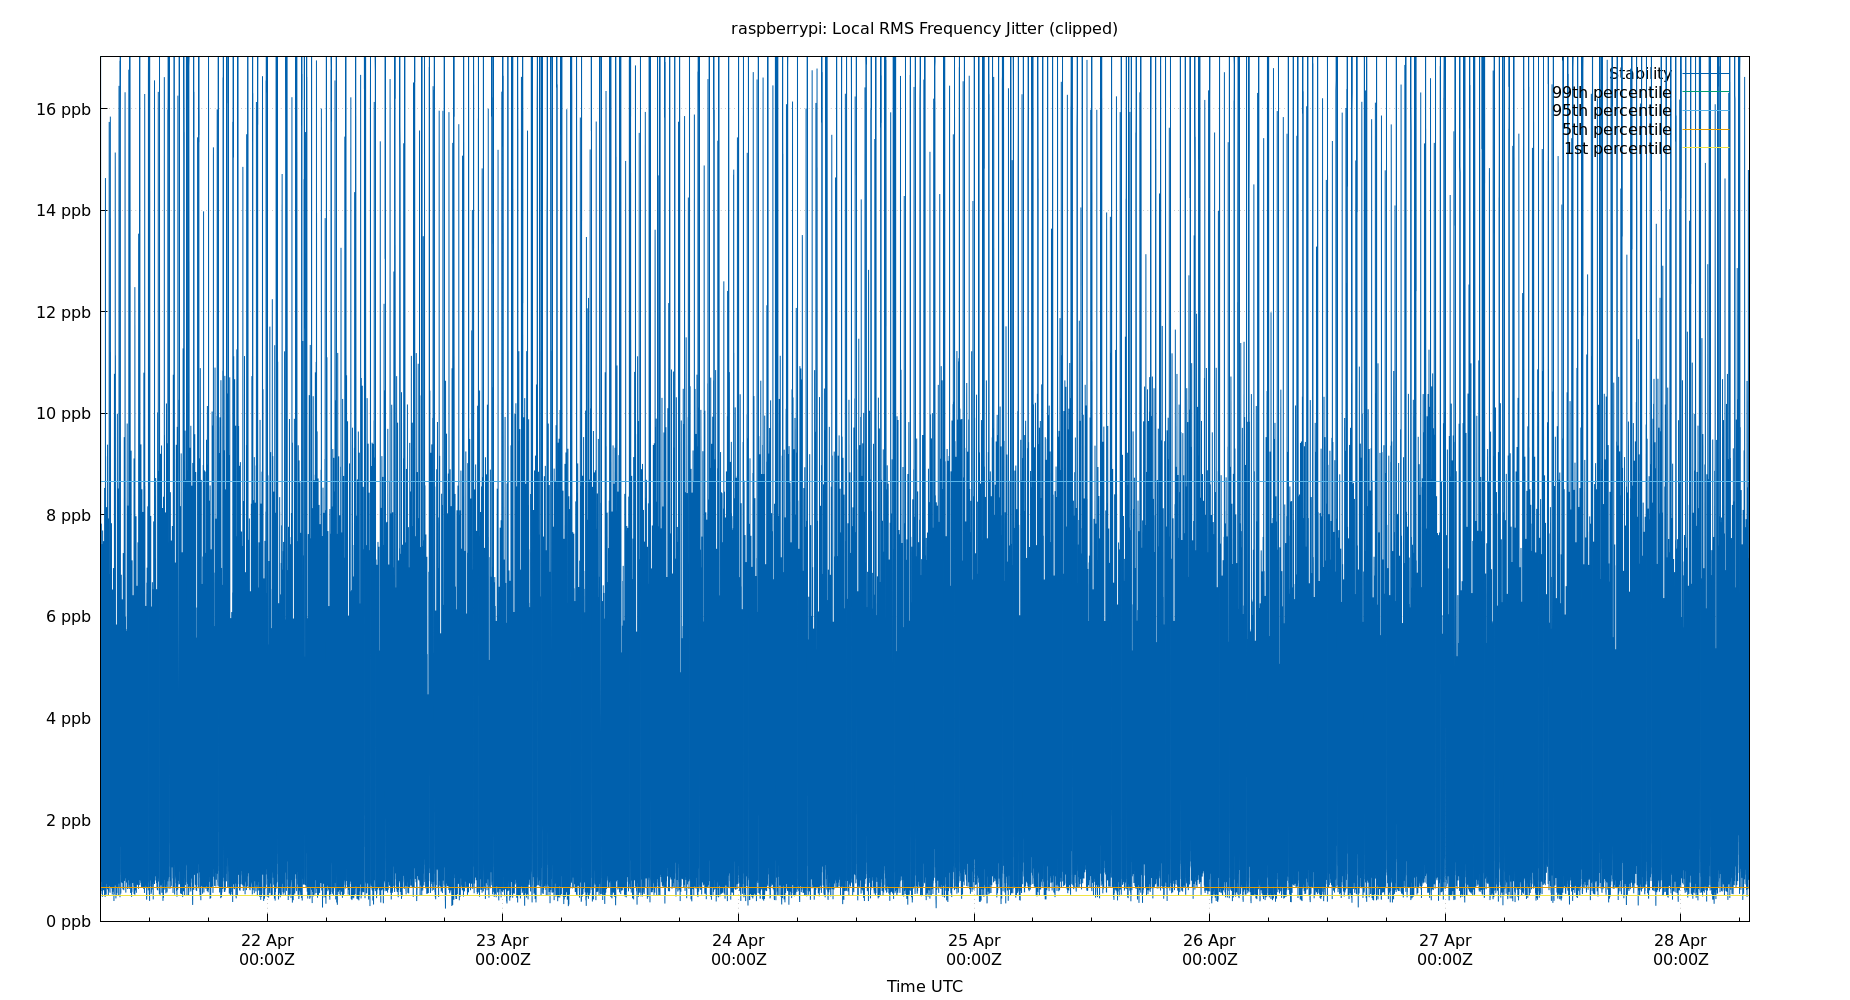 raspberrypi: Local RMS Frequency Jitter (clipped)
Stability
99th percentile
95th percentile
5th percentile
1st percentile
16 ppb
14 ppb
12 ppb
10 ppb
8 ppb
6 ppb
4 ppb
2 ppb
0 ppb
22 Apr 23 Apr 24 Apr 25 Apr 26 Apr 27 Apr 28 Apr
00:00Z 00:00Z 00:00Z 00:00Z 00:00Z 00:00Z 00:00Z
Time UTC